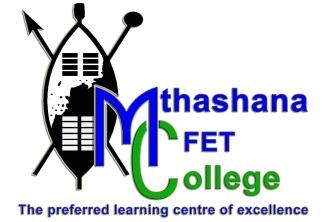 Mthashana
FET
College
The preferred learning centre of excellence